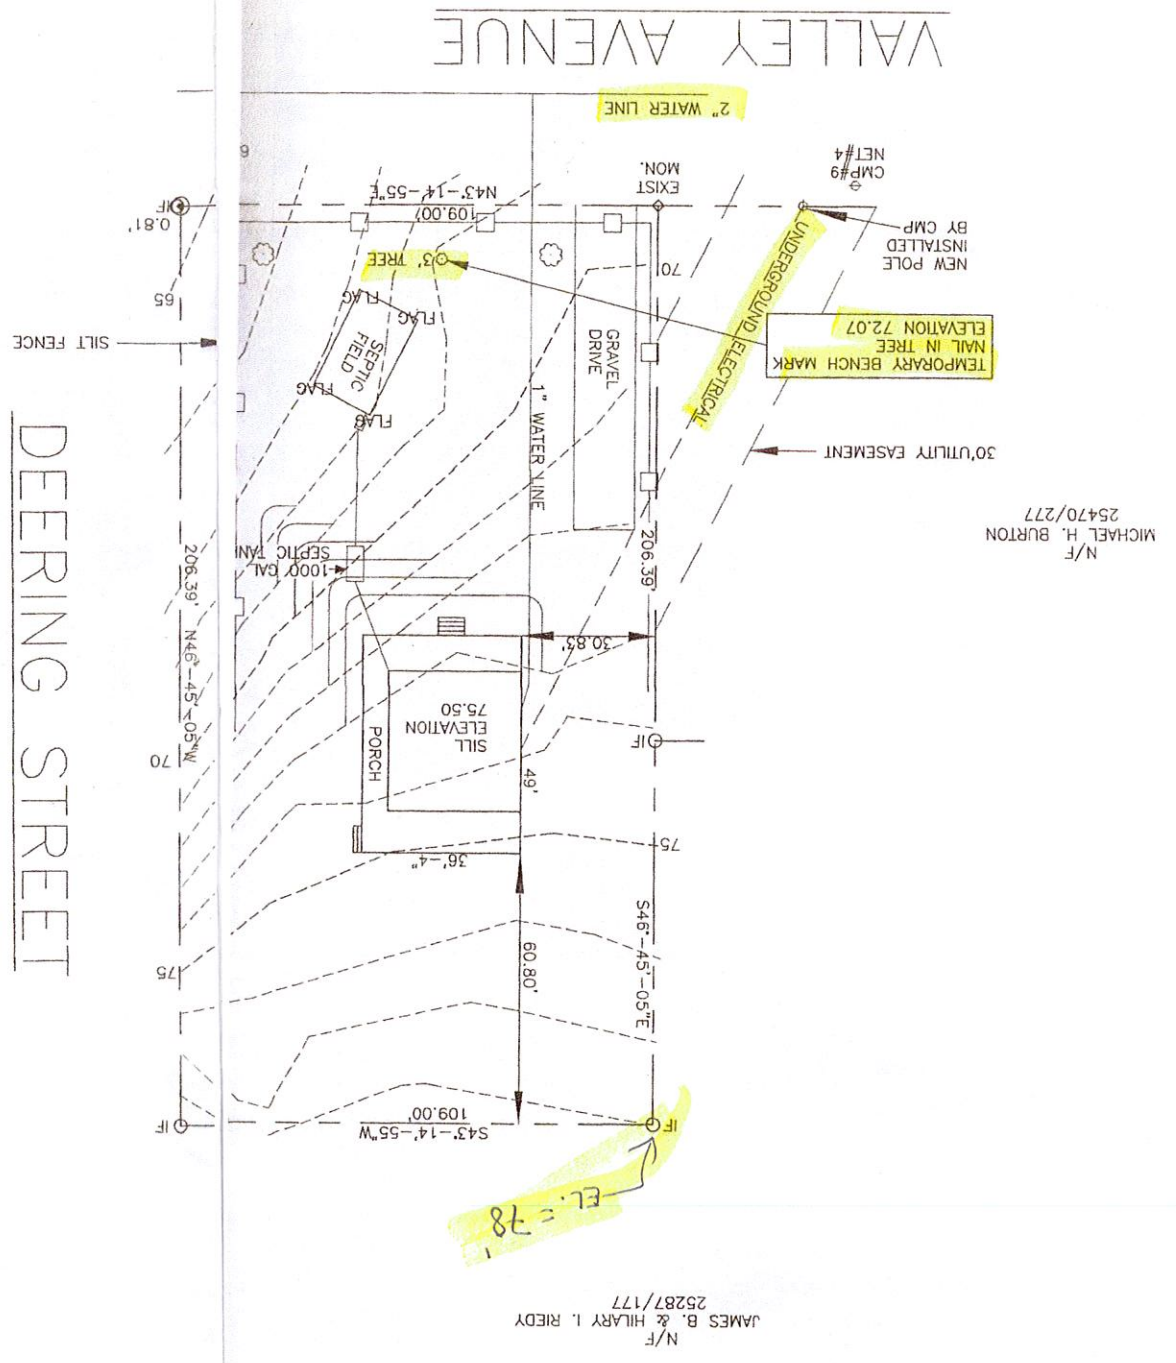 VALLEY AVENUE
2" WATER LINE
CMP#9
NET#4
EXIST
MON.
N43°-14'-55"E
109.00'
IF
0.81'
6
NEW POLE
INSTALLED
BY CMP
UNDERGROUND ELECTRICAL
3' TREE
70
65
TEMPORARY BENCH MARK
NAIL IN TREE
ELEVATION 72.07
SILT FENCE
FLAG
FLAG
FLAG
FLAG
SEPTIC
FIELD
GRAVEL
DRIVE
1" WATER LINE
30'UTILITY EASEMENT
N/F
MICHAEL H. BURTON
25470/277
DEERING STREET
206.39' N46°-45'-05"W
206.39'
1000 GAL
SEPTIC TAN
30.83'
SILL
ELEVATION
75.50
PORCH
49'
36'-4"
IF
70
75
75
60.80'
S46°-45'-05"E
S43°-14'-55"W
109.00'
IF
IF
EL. = 78'
N/F
JAMES B. & HILARY I. RIEDY
25287/177